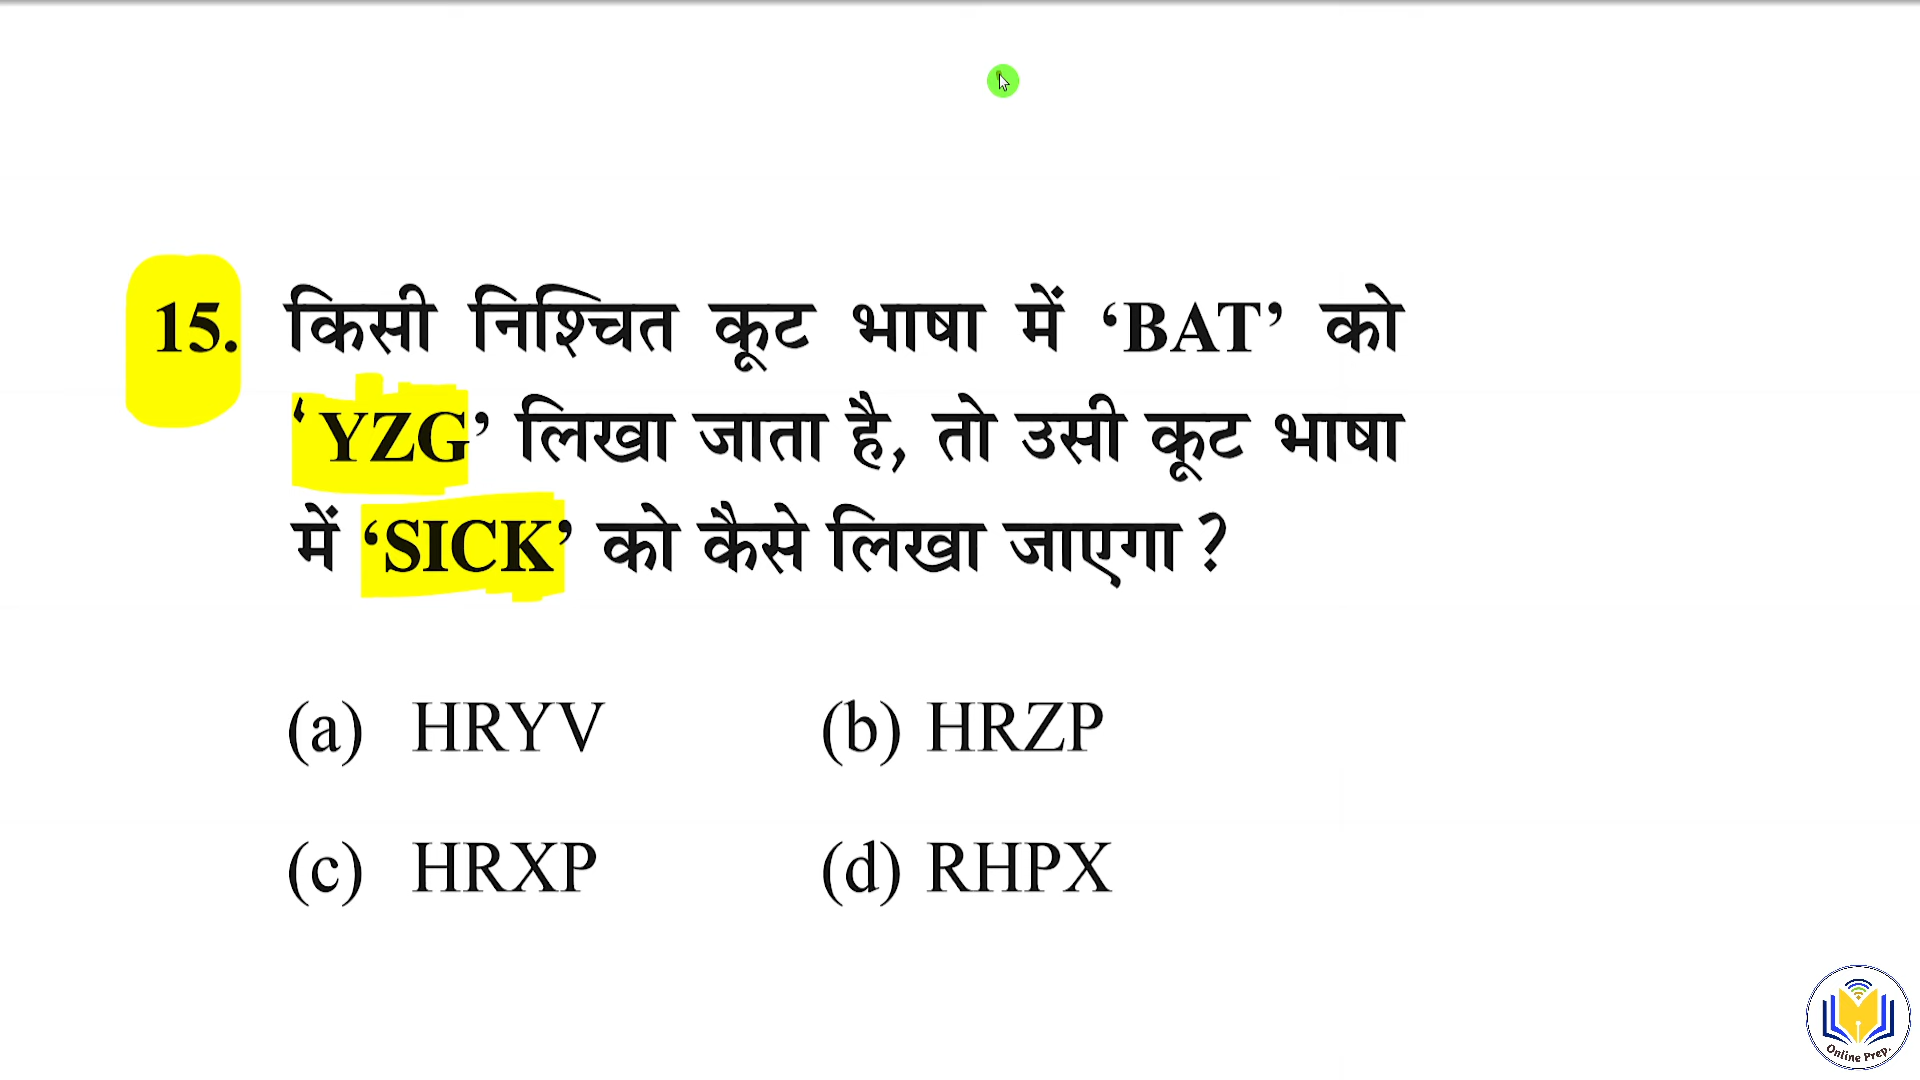 15. किसी निश्चित कूट भाषा में ‘BAT’ को
‘YZG’ लिखा जाता है, तो उसी कूट भाषा
में ‘SICK’ को कैसे लिखा जाएगा?
(a) HRYV (b) HRZP
(c) HRXP (d) RHPX
Online Prep.